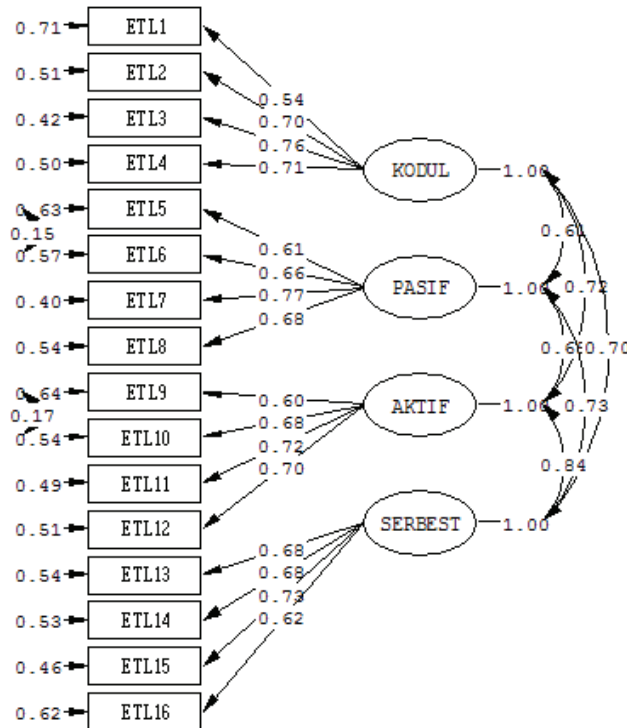 0.71 ETL1
0.51 ETL2
0.54
0.42 ETL3
0.70
0.76
0.50 ETL4
0.71
KODUL 1.00
0.63 ETL5
0.15
0.61
0.57 ETL6
0.61
0.66
0.40 ETL7
0.77
PASIF 1.00
0.72
0.54 ETL8
0.68
0.70
0.64 ETL9
0.17
0.60
AKTIF 1.00
0.73
0.54 ETL10
0.68
0.49 ETL11
0.72
0.70
0.84
0.51 ETL12
SERBEST 1.00
0.54 ETL13
0.68
0.68
0.53 ETL14
0.73
0.62
0.46 ETL15
0.62 ETL16